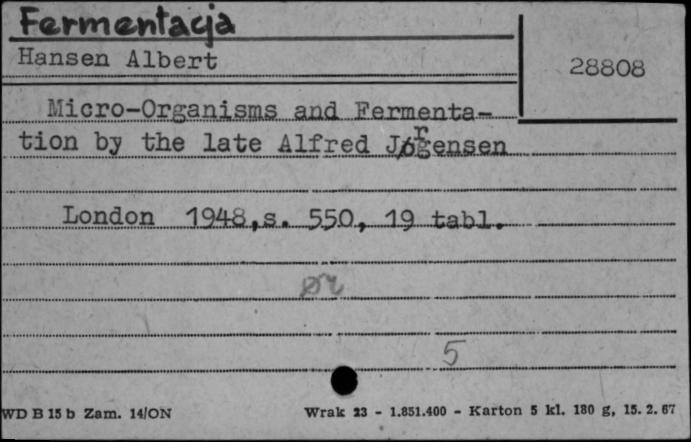 Fermentacja
Hansen Albert
28808
Micro-Organisms and Fermenta-
tion by the late Alfred Jørgensen
London 1948, s. 550, 19 tabl.
ør
5
WD B 15 b Zam. 14/ON
Wrak 23 - 1.851.400 - Karton 5 kl. 180 g, 15. 2. 67